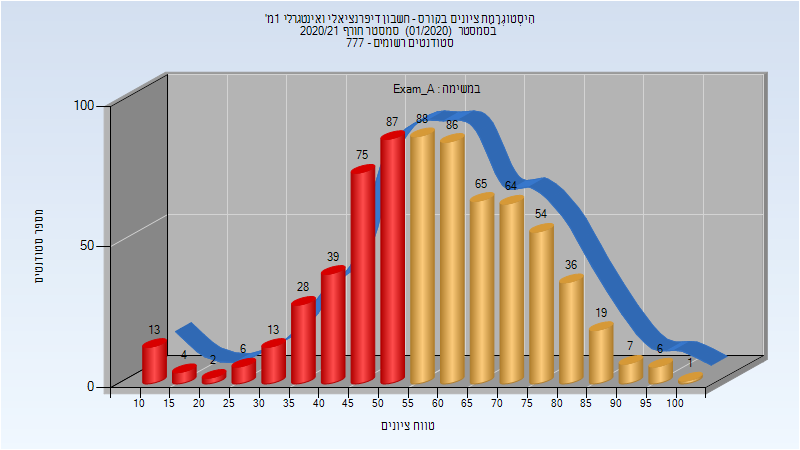 היסטוגרמת ציונים בקורס - חשבון דיפרנציאלי ואינטגרלי 1מ'
בסמסטר (01/2020) סמסטר חורף 2020/21
סטודנטים רשומים - 777
במשימה : Exam_A
מספר סטודנטים
100
50
0
13 4 2 6 13 28 39 75 87 88 86 65 64 54 36 19 7 6 1
10 15 20 25 30 35 40 45 50 55 60 65 70 75 80 85 90 95 100
טווח ציונים